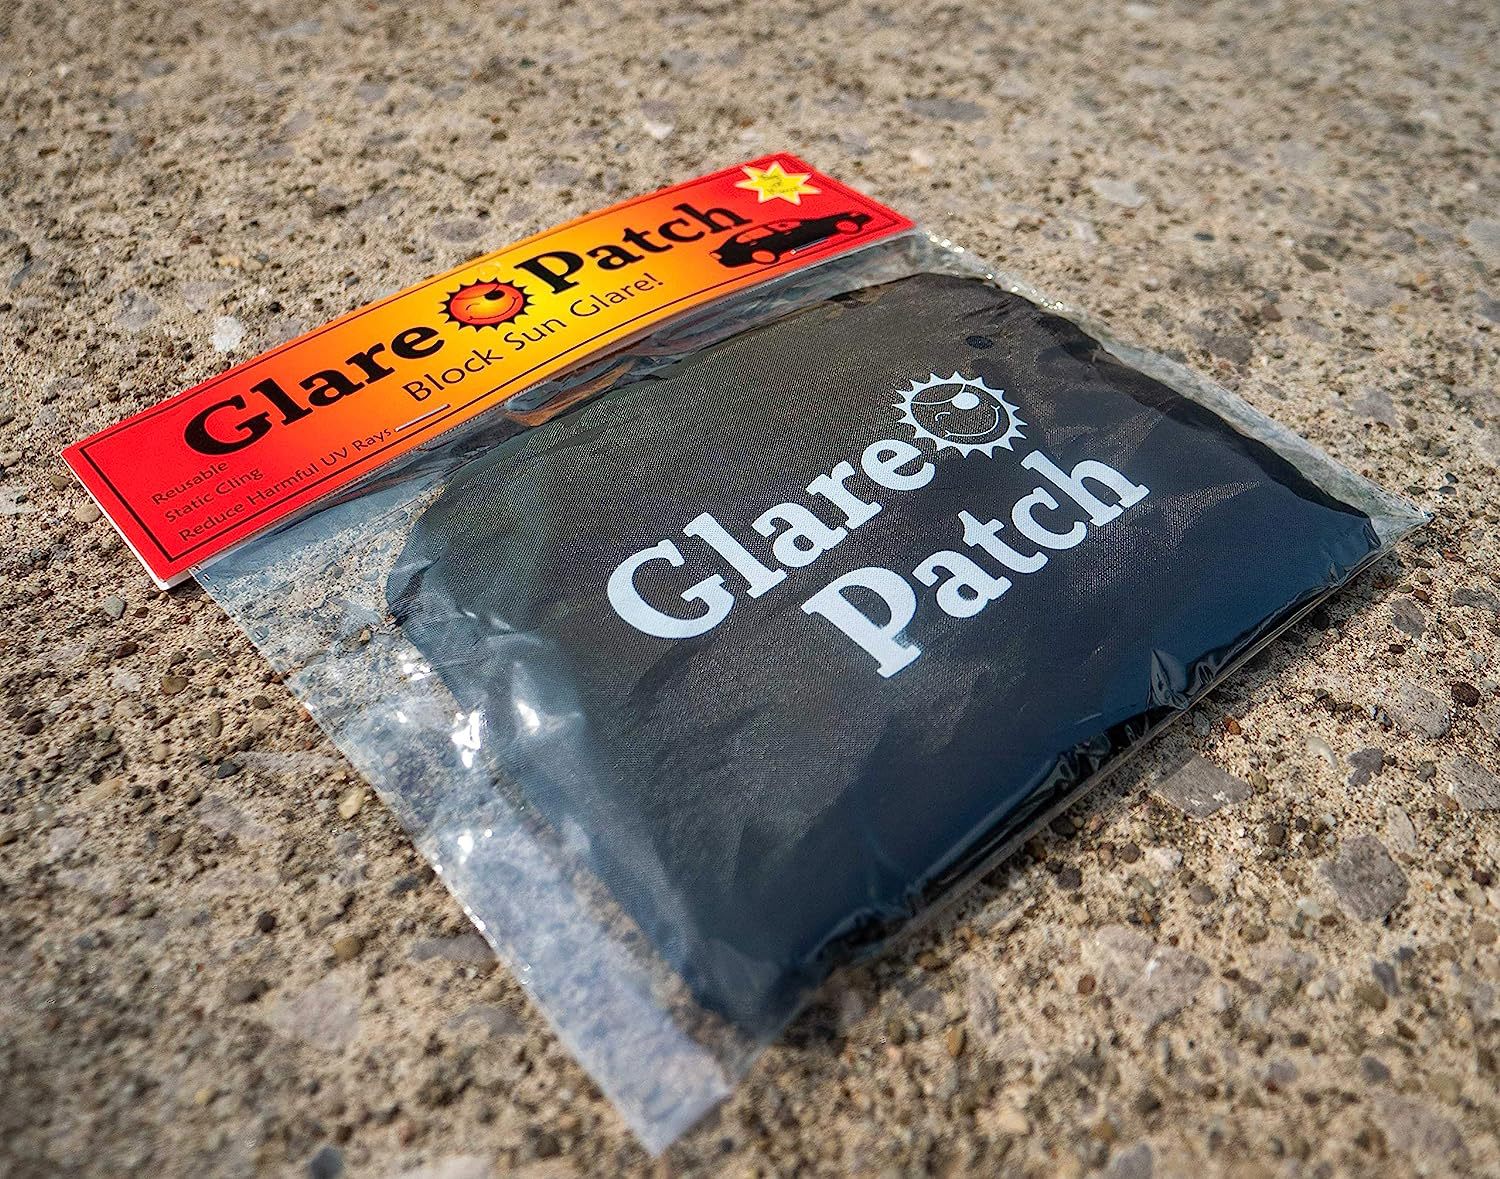 Glare Patch
Block Sun Glare!
Reusable
Static Cling
Reduce Harmful UV Rays
Glare
Patch